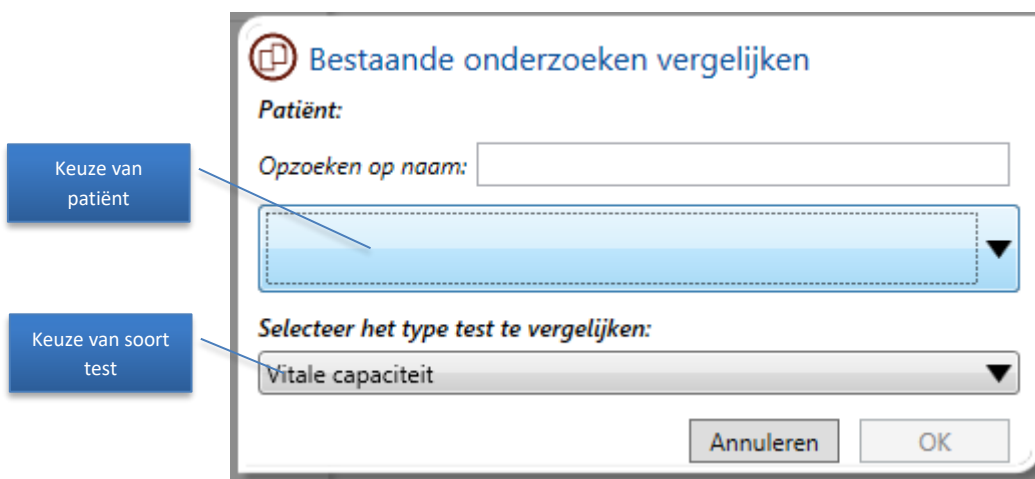 Bestaande onderzoeken vergelijken
Patiënt:
Opzoeken op naam:
Keuze van
patiënt
Selecteer het type test te vergelijken:
Keuze van soort
test
Vitale capaciteit
Annuleren
OK